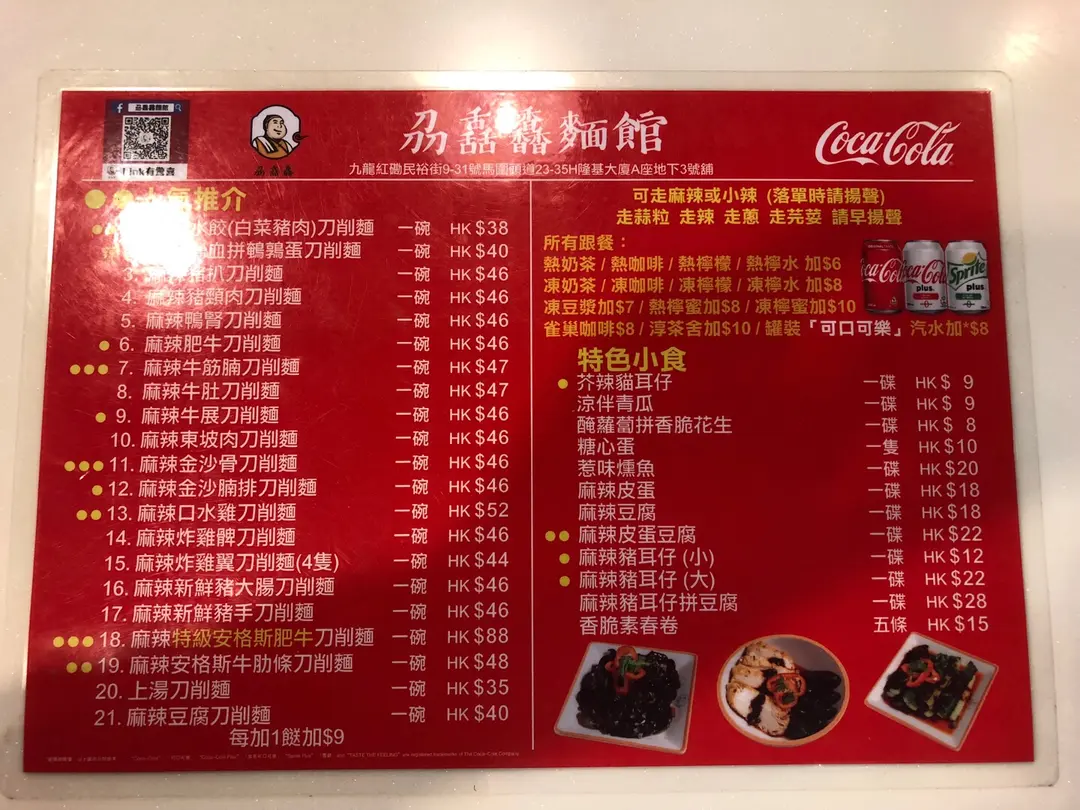 刕譶飍麵館
九龍紅磡民裕街9-31號馬圍頭道23-35H隆基大廈A座地下3號舖
Coca-Cola
人氣推介
水餃(白菜豬肉)刀削麵 一碗 HK$38
血拼鵪鶉蛋刀削麵 一碗 HK$40
3. 豬扒刀削麵 一碗 HK$46
4. 麻辣豬頸肉刀削麵 一碗 HK$46
5. 麻辣鴨腎刀削麵 一碗 HK$46
6. 麻辣肥牛刀削麵 一碗 HK$46
7. 麻辣牛筋腩刀削麵 一碗 HK$47
8. 麻辣牛肚刀削麵 一碗 HK$47
9. 麻辣牛展刀削麵 一碗 HK$46
10. 麻辣東坡肉刀削麵 一碗 HK$46
11. 麻辣金沙骨刀削麵 一碗 HK$46
12. 麻辣金沙腩排刀削麵 一碗 HK$46
13. 麻辣口水雞刀削麵 一碗 HK$52
14. 麻辣炸雞髀刀削麵 一碗 HK$46
15. 麻辣炸雞翼刀削麵(4隻) 一碗 HK$44
16. 麻辣新鮮豬大腸刀削麵 一碗 HK$46
17. 麻辣新鮮豬手刀削麵 一碗 HK$46
18. 麻辣特級安格斯肥牛刀削麵 一碗 HK$88
19. 麻辣安格斯牛肋條刀削麵 一碗 HK$48
20. 上湯刀削麵 一碗 HK$35
21. 麻辣豆腐刀削麵 一碗 HK$40
每加1餸加$9
可走麻辣或小辣 (落單時請揚聲)
走蒜粒 走辣 走蔥 走芫荽 請早揚聲
所有跟餐：
熱奶茶 / 熱咖啡 / 熱檸檬 / 熱檸水 加$6
凍奶茶 / 凍咖啡 / 凍檸檬 / 凍檸水 加$8
凍豆漿加$7 / 熱檸蜜加$8 / 凍檸蜜加$10
雀巢咖啡$8 / 淳茶舍加$10 / 罐裝「可口可樂」汽水加*$8
Coca-Cola
Coca-Cola plus
Sprite plus
特色小食
芥辣貓耳仔 一碟 HK$ 9
涼伴青瓜 一碟 HK$ 9
醃蘿蔔拼香脆花生 一碟 HK$ 8
糖心蛋 一隻 HK$10
惹味燻魚 一碟 HK$20
麻辣皮蛋 一碟 HK$18
麻辣豆腐 一碟 HK$18
麻辣皮蛋豆腐 一碟 HK$22
麻辣豬耳仔 (小) 一碟 HK$12
麻辣豬耳仔 (大) 一碟 HK$22
麻辣豬耳仔拼豆腐 一碟 HK$28
香脆素春卷 五條 HK$15